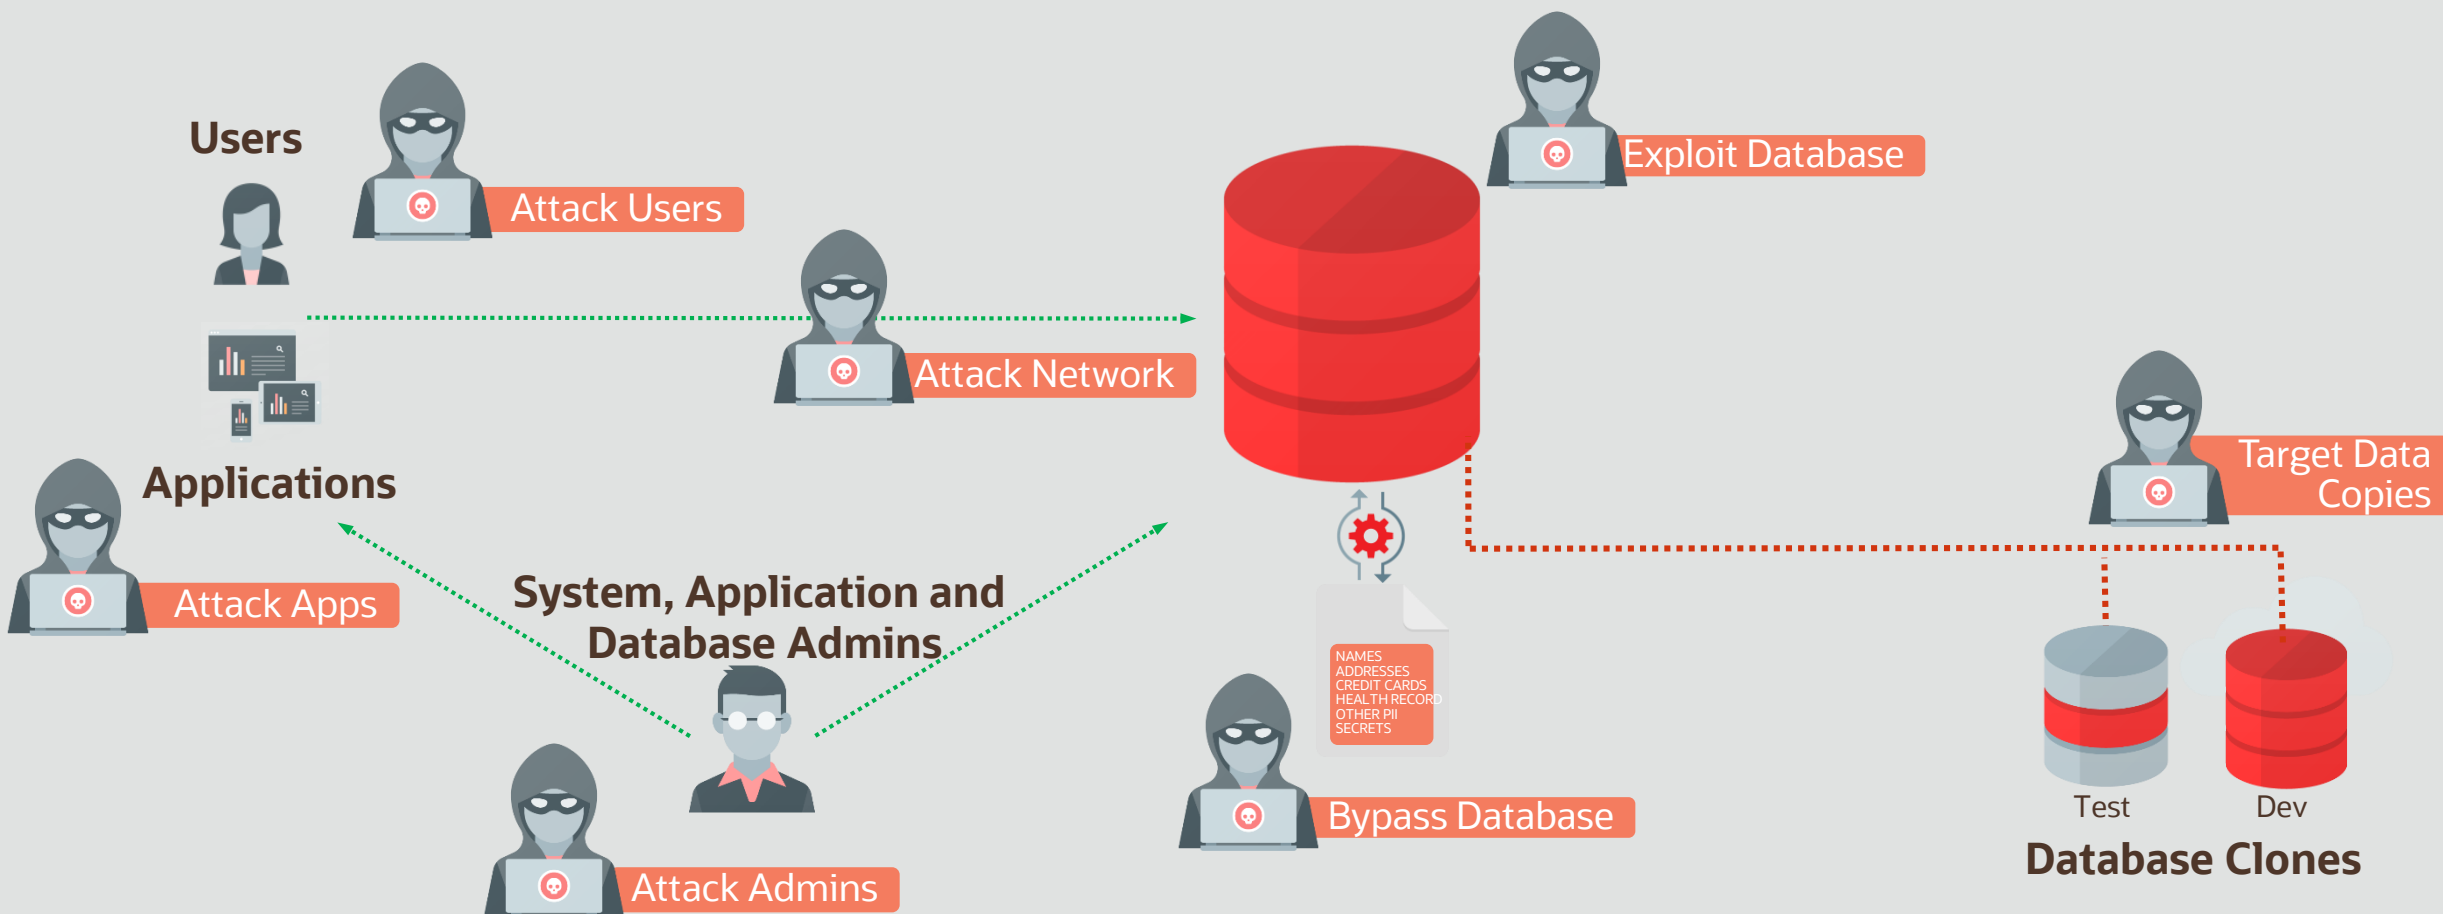 Users
Attack Users
Exploit Database
Attack Network
Applications
Target Data
Copies
Attack Apps
System, Application and
Database Admins
NAMES
ADDRESSES
CREDIT CARDS
HEALTH RECORD
OTHER PII
SECRETS
Bypass Database
Test
Dev
Database Clones
Attack Admins